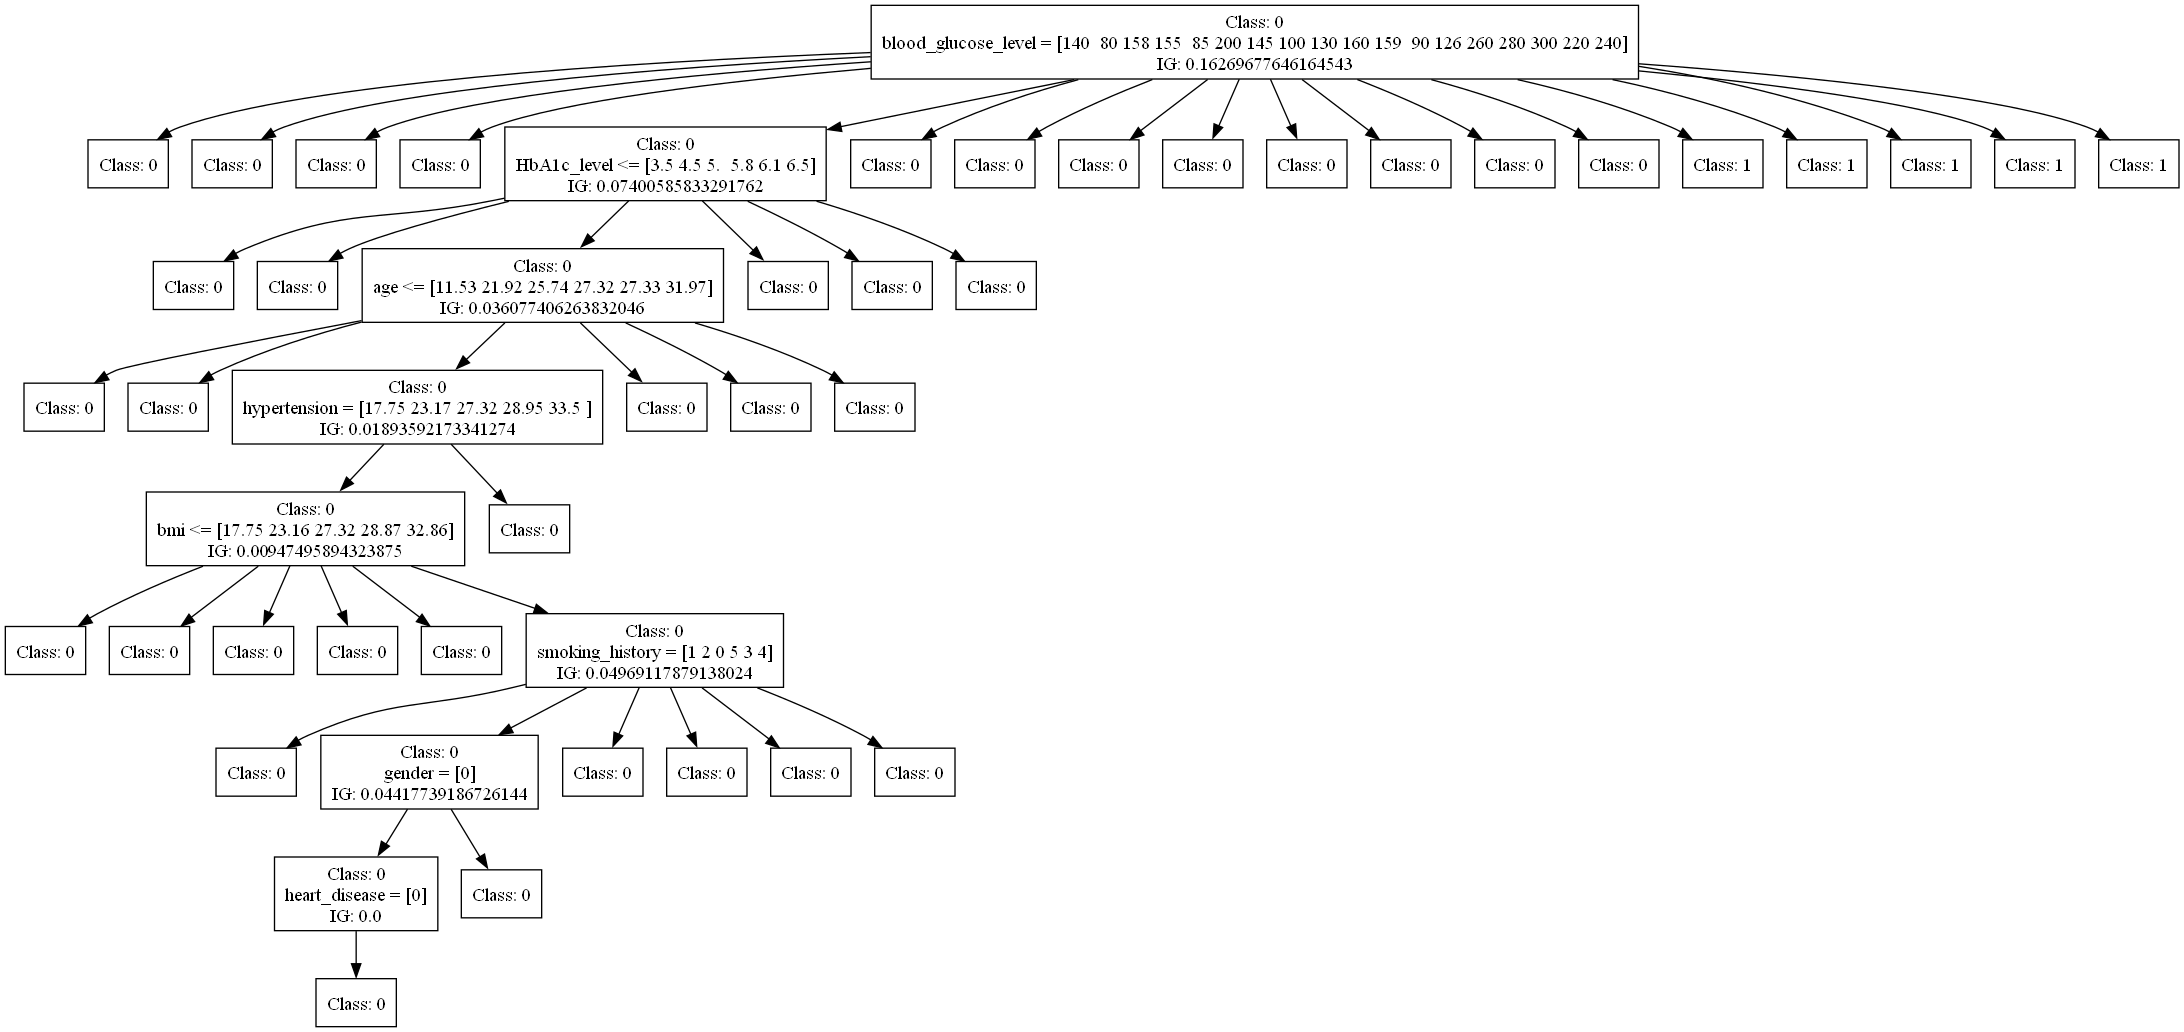 Class: 0
blood_glucose_level = [140  80 158 155  85 200 145 100 130 160 159  90 126 260 280 300 220 240]
IG: 0.16269677646164543
Class: 0
Class: 0
Class: 0
Class: 0
Class: 0
HbA1c_level <= [3.5 4.5 5.  5.8 6.1 6.5]
IG: 0.07400585833291762
Class: 0
Class: 0
Class: 0
Class: 0
Class: 0
Class: 0
Class: 0
Class: 0
Class: 1
Class: 1
Class: 1
Class: 1
Class: 1
Class: 0
Class: 0
Class: 0
age <= [11.53 21.92 25.74 27.32 27.33 31.97]
IG: 0.036077406263832046
Class: 0
Class: 0
Class: 0
Class: 0
Class: 0
Class: 0
hypertension = [17.75 23.17 27.32 28.95 33.5 ]
IG: 0.01893592173341274
Class: 0
Class: 0
Class: 0
Class: 0
bmi <= [17.75 23.16 27.32 28.87 32.86]
IG: 0.00947495894323875
Class: 0
Class: 0
Class: 0
Class: 0
Class: 0
Class: 0
Class: 0
smoking_history = [1 2 0 5 3 4]
IG: 0.04969117879138024
Class: 0
Class: 0
gender = [0]
IG: 0.04417739186726144
Class: 0
Class: 0
Class: 0
Class: 0
Class: 0
heart_disease = [0]
IG: 0.0
Class: 0
Class: 0